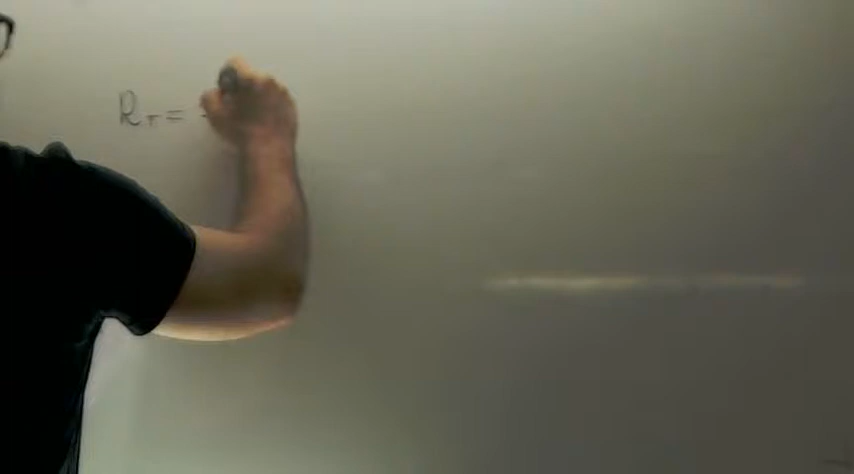 R_T =